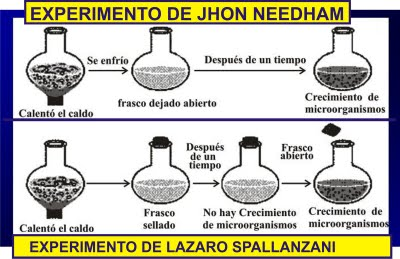 EXPERIMENTO DE JHON NEEDHAM
Se enfrío
Después de un tiempo
Calentó el caldo
frasco dejado abierto
Crecimiento de
microorganismos
Después
de un
tiempo
Frasco
abierto
Calentó el caldo
Frasco
sellado
No hay Crecimiento
de microorganismos
Crecimiento de
microorganismos
EXPERIMENTO DE LAZARO SPALLANZANI